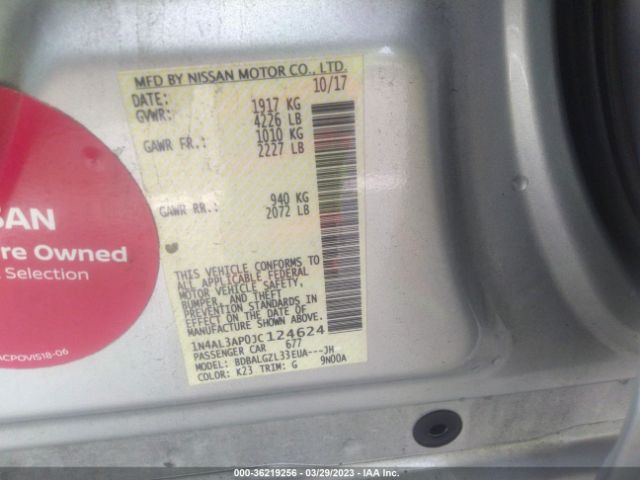 MFD BY NISSAN MOTOR CO., LTD.
DATE: 10/17
GVWR: 1917 KG
4226 LB
GAWR FR.: 1010 KG
2227 LB
GAWR RR.: 940 KG
2072 LB
THIS VEHICLE CONFORMS TO
ALL APPLICABLE FEDERAL
MOTOR VEHICLE SAFETY,
BUMPER, AND THEFT
PREVENTION STANDARDS IN
EFFECT ON THE DATE OF
MANUFACTURE SHOWN ABOVE.
1N4AL3AP0JC124624
PASSENGER CAR 677
MODEL: BDBALGZL33EUA---JH
COLOR: K23 TRIM: G 9N00A
SAN
re Owned
Selection
CPOVIS18-06
000-36219256 - 03/29/2023 - IAA Inc.